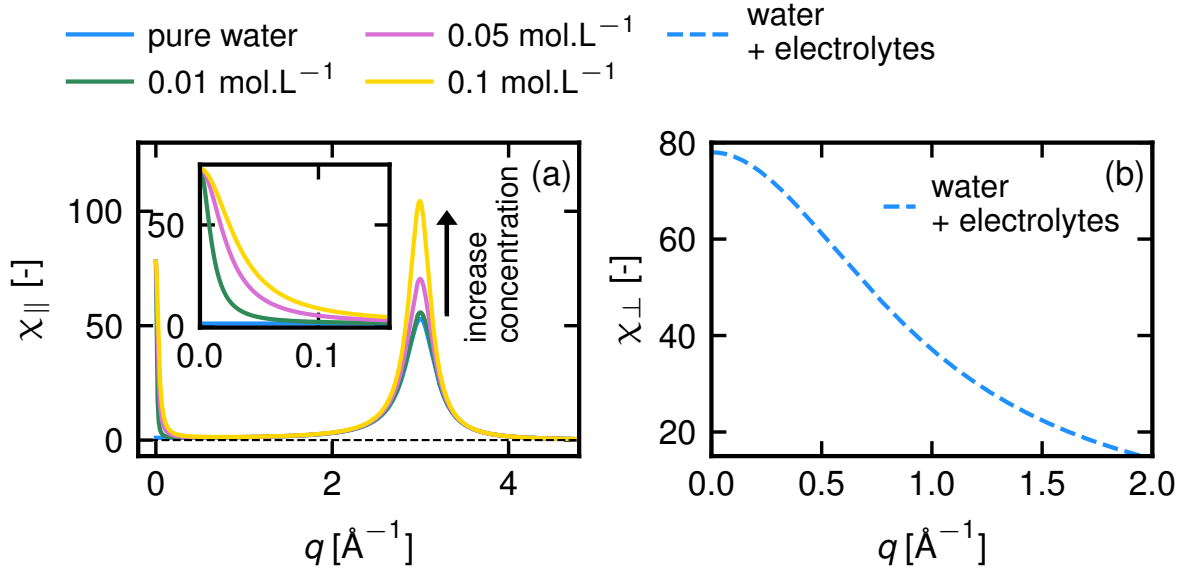 pure water
0.01 mol.L⁻¹
0.05 mol.L⁻¹
0.1 mol.L⁻¹
water
+ electrolytes
(a)
χ∥ [-]
100
50
0
0
2
4
q [Å⁻¹]
50
0
0.0
0.1
increase
concentration
(b)
χ⊥ [-]
80
60
40
20
0.0
0.5
1.0
1.5
2.0
q [Å⁻¹]
water
+ electrolytes